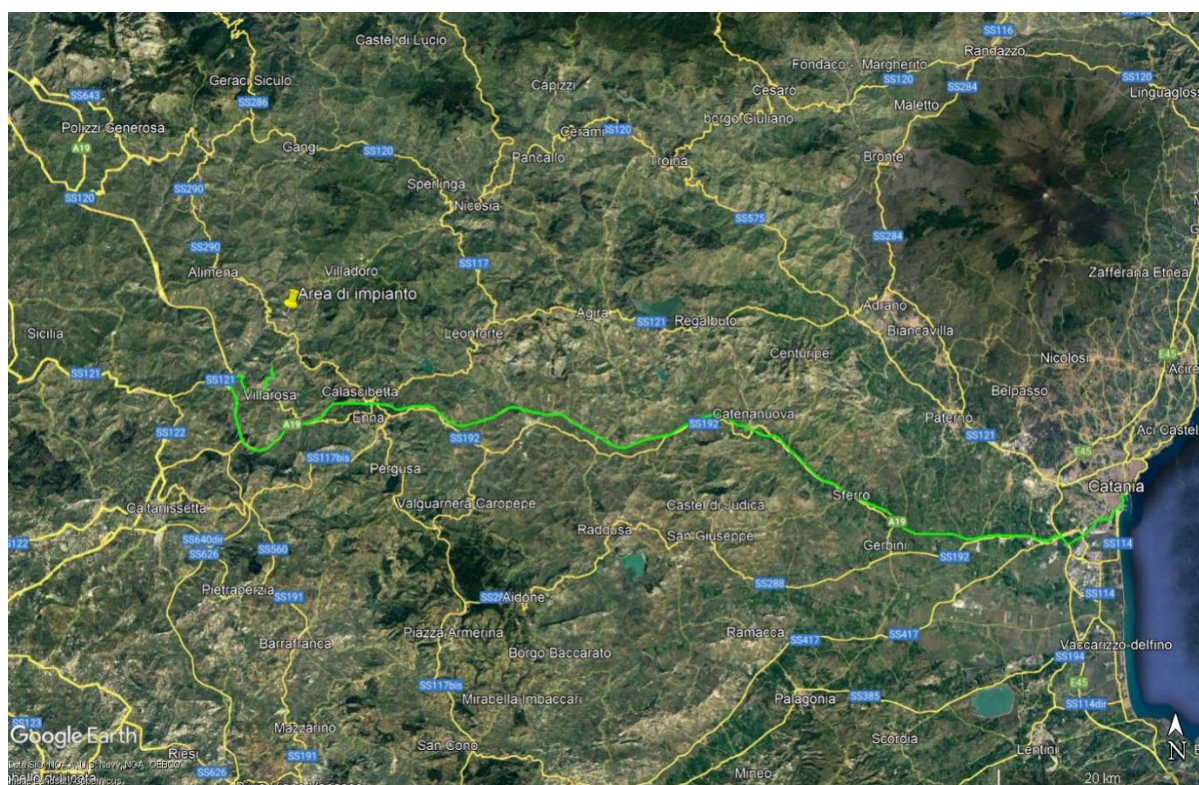 Castel di Lucio
SS116
Randazzo
Fondaco - Margherito
SS120
Geraci Siculo
Capizzi
Cesarò
SS284
SS120
Linguaglos
SS643
SS286
Maletto
Polizzi Generosa
borgo Giuliano
A19
Cerami
SS120
Gangi
SS120
Pancallo
Troina
Bronte
SS290
Sperlinga
SS120
Nicosia
SS575
SS284
SS290
SS117
Alimena
Villadoro
Zafferana Etnea
Area di impianto
Adrano
Agira
Regalbuto
SS121
Biancavilla
Sicilia
Leonforte
Centuripe
Nicolosi
E45
Acire
SS121
SS121
Belpasso
Villarosa
Calascibetta
Catenanuova
Paternò
Enna
A19
SS192
SS122
SS192
SS121
Aci Castel
E45
SS117bis
Pergusa
Catania
Sferro
Valguarnera Caropepe
Castel di Judica
Caltanissetta
A19
Raddusa
San Giuseppe
SS122
SS640dir
Gerbini
SS114
SS626
SS560
SS192
SS288
Pietraperzia
SS114
SS191
Aidone
Piazza Armerina
Ramacca
SS417
SS417
Barrafranca
Vaccarizzo-delfino
Borgo Baccarato
SS194
SS117bis
E45
Mirabella Imbaccari
Palagonia
SS385
SS114dir
SS123
Mazzarino
Google Earth
Scordia
Lentini
N
Riesi
San Cono
SS191
SS626
Mineo
20 km